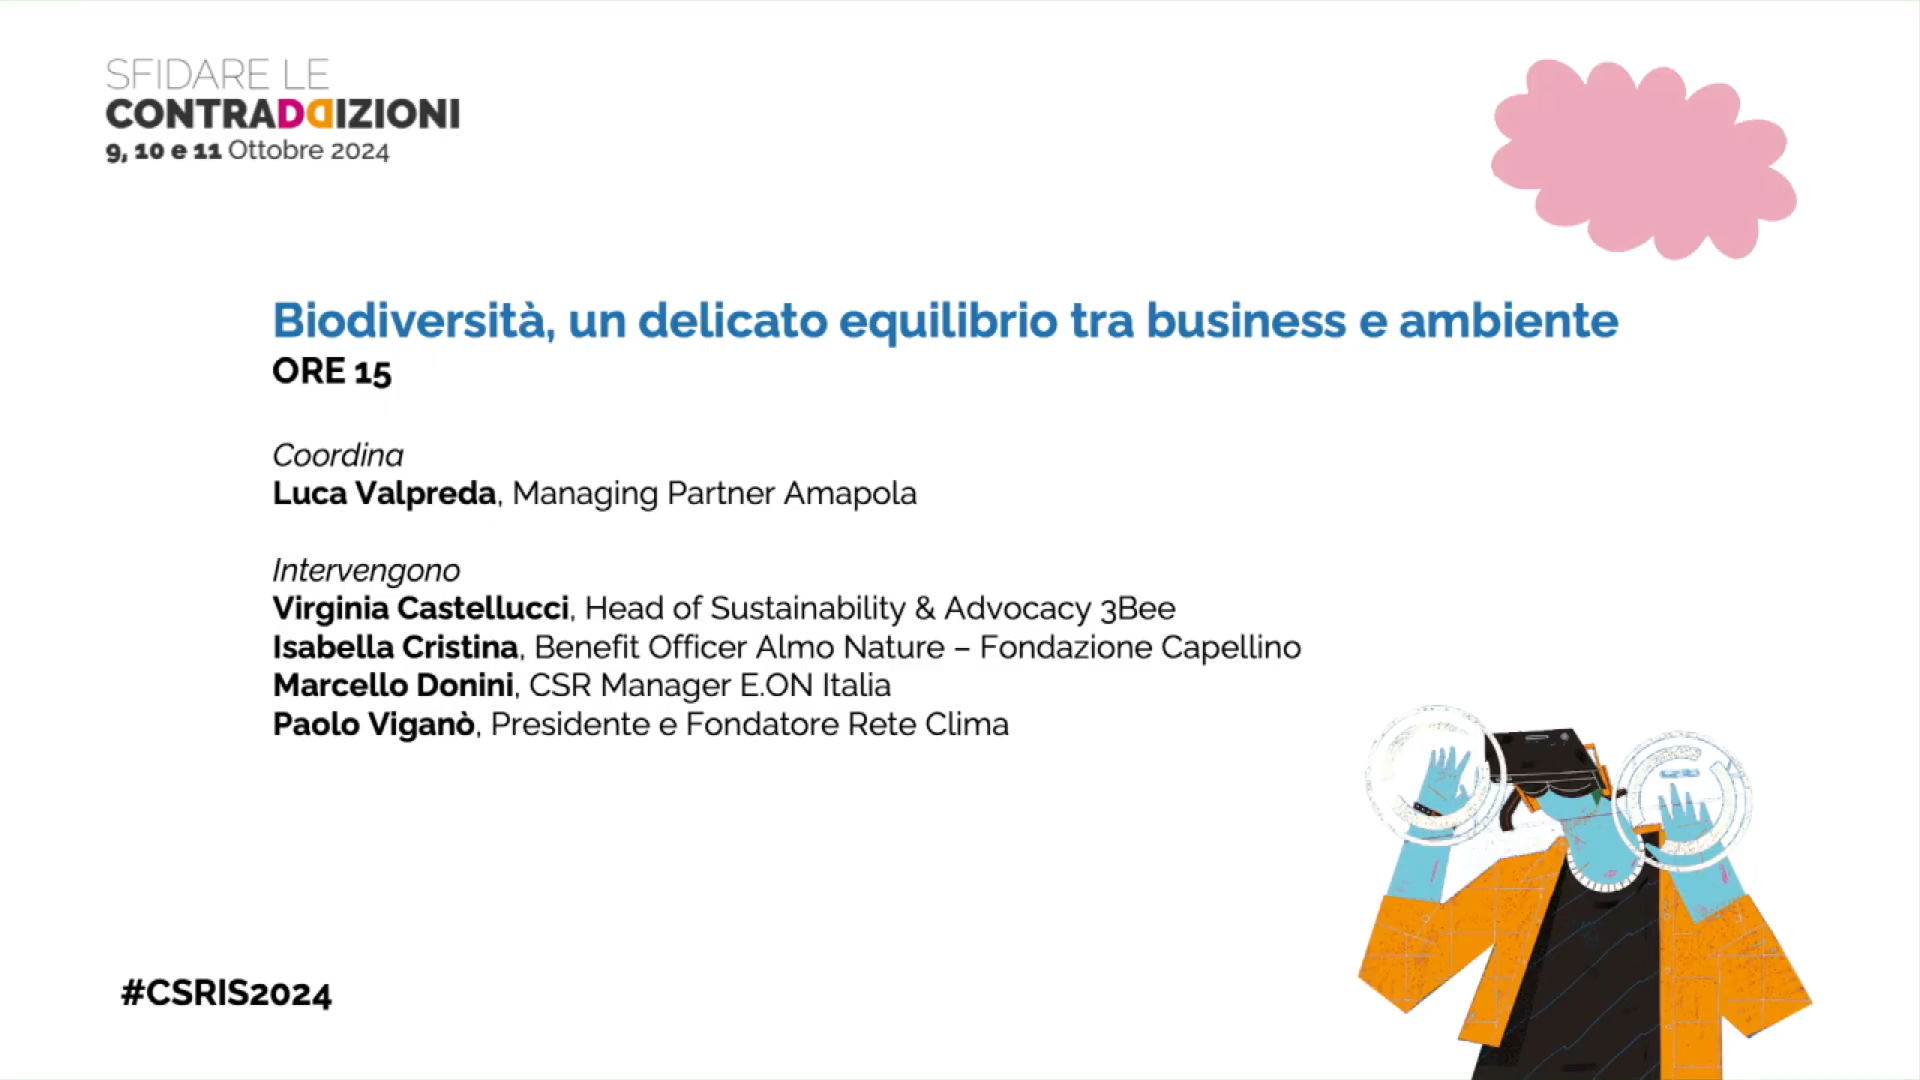 SFIDARE LE
CONTRADDIZIONI
9, 10 e 11 Ottobre 2024
Biodiversità, un delicato equilibrio tra business e ambiente
ORE 15
Coordina
Luca Valpreda, Managing Partner Amapola
Intervengono
Virginia Castellucci, Head of Sustainability & Advocacy 3Bee
Isabella Cristina, Benefit Officer Almo Nature – Fondazione Capellino
Marcello Donini, CSR Manager E.ON Italia
Paolo Viganò, Presidente e Fondatore Rete Clima
#CSRIS2024